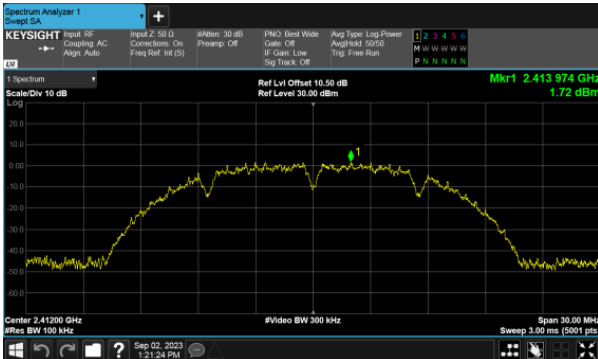 Spectrum Analyzer 1
Swept SA
KEYSIGHT
Input: RF
Coupling: AC
Align: Auto
Input Z: 50 Ω
Corrections: On
Freq Ref: Int (S)
#Atten: 30 dB
Preamp: Off
PNO: Best Wide
Gate: Off
IF Gain: Low
Sig Track: Off
Avg Type: Log-Power
Avg|Hold: 50/50
Trig: Free Run
1 2 3 4 5 6
M W W W W W
P N N N N N
LXI
1 Spectrum
Scale/Div 10 dB
Ref Lvl Offset 10.50 dB
Ref Level 30.00 dBm
Mkr1 2.413 974 GHz
1.72 dBm
Log
20.0
10.0
0.00
-10.0
-20.0
-30.0
-40.0
-50.0
-60.0
1
Center 2.41200 GHz
#Res BW 100 kHz
#Video BW 300 kHz
Span 30.00 MHz
Sweep 3.00 ms (5001 pts
?
Sep 02, 2023
1:21:24 PM